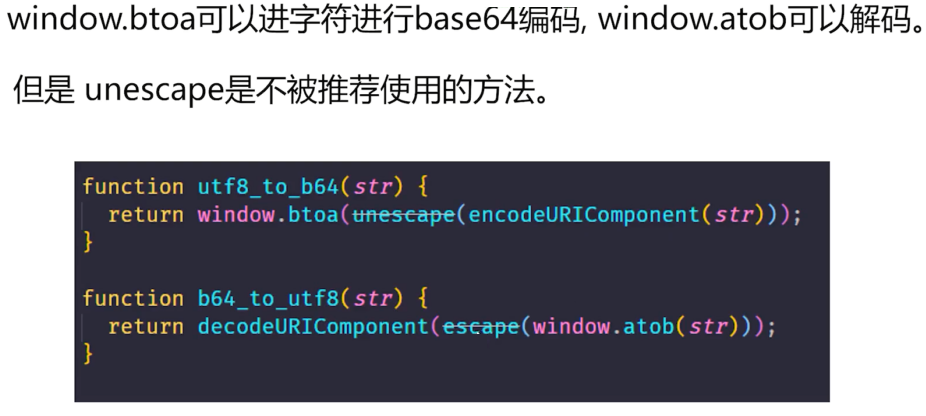 window.btoa可以进字符进行base64编码, window.atob可以解码。
但是 unescape是不被推荐使用的方法。
function utf8_to_b64(str) {
  return window.btoa(unescape(encodeURIComponent(str)));
}
function b64_to_utf8(str) {
  return decodeURIComponent(escape(window.atob(str)));
}